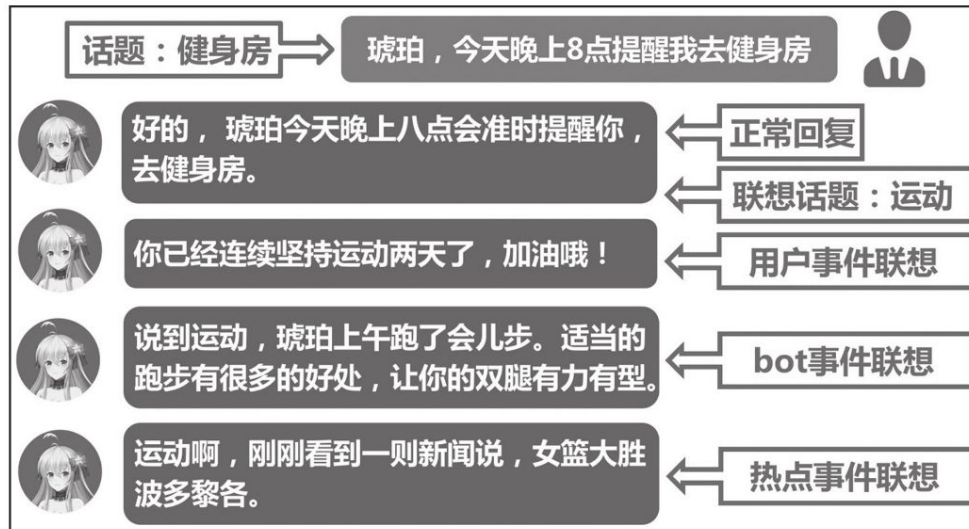 话题：健身房
琥珀，今天晚上8点提醒我去健身房
好的， 琥珀今天晚上八点会准时提醒你，
去健身房。
正常回复
联想话题：运动
你已经连续坚持运动两天了，加油哦！
用户事件联想
说到运动，琥珀上午跑了会儿步。适当的
跑步有很多的好处，让你的双腿有力有型。
bot事件联想
运动啊，刚刚看到一则新闻说，女篮大胜
波多黎各。
热点事件联想